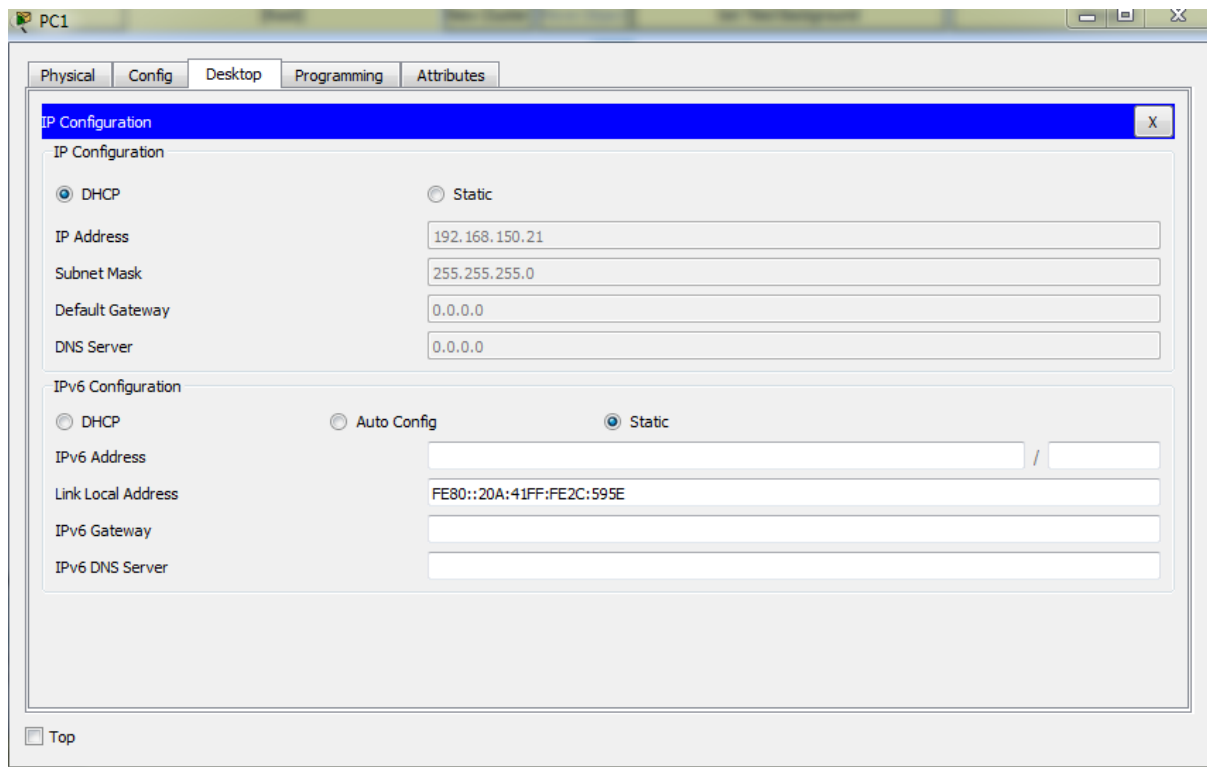 PC1
Physical Config Desktop Programming Attributes
IP Configuration X
IP Configuration
DHCP Static
IP Address 192.168.150.21
Subnet Mask 255.255.255.0
Default Gateway 0.0.0.0
DNS Server 0.0.0.0
IPv6 Configuration
DHCP Auto Config Static
IPv6 Address /
Link Local Address FE80::20A:41FF:FE2C:595E
IPv6 Gateway
IPv6 DNS Server
Top